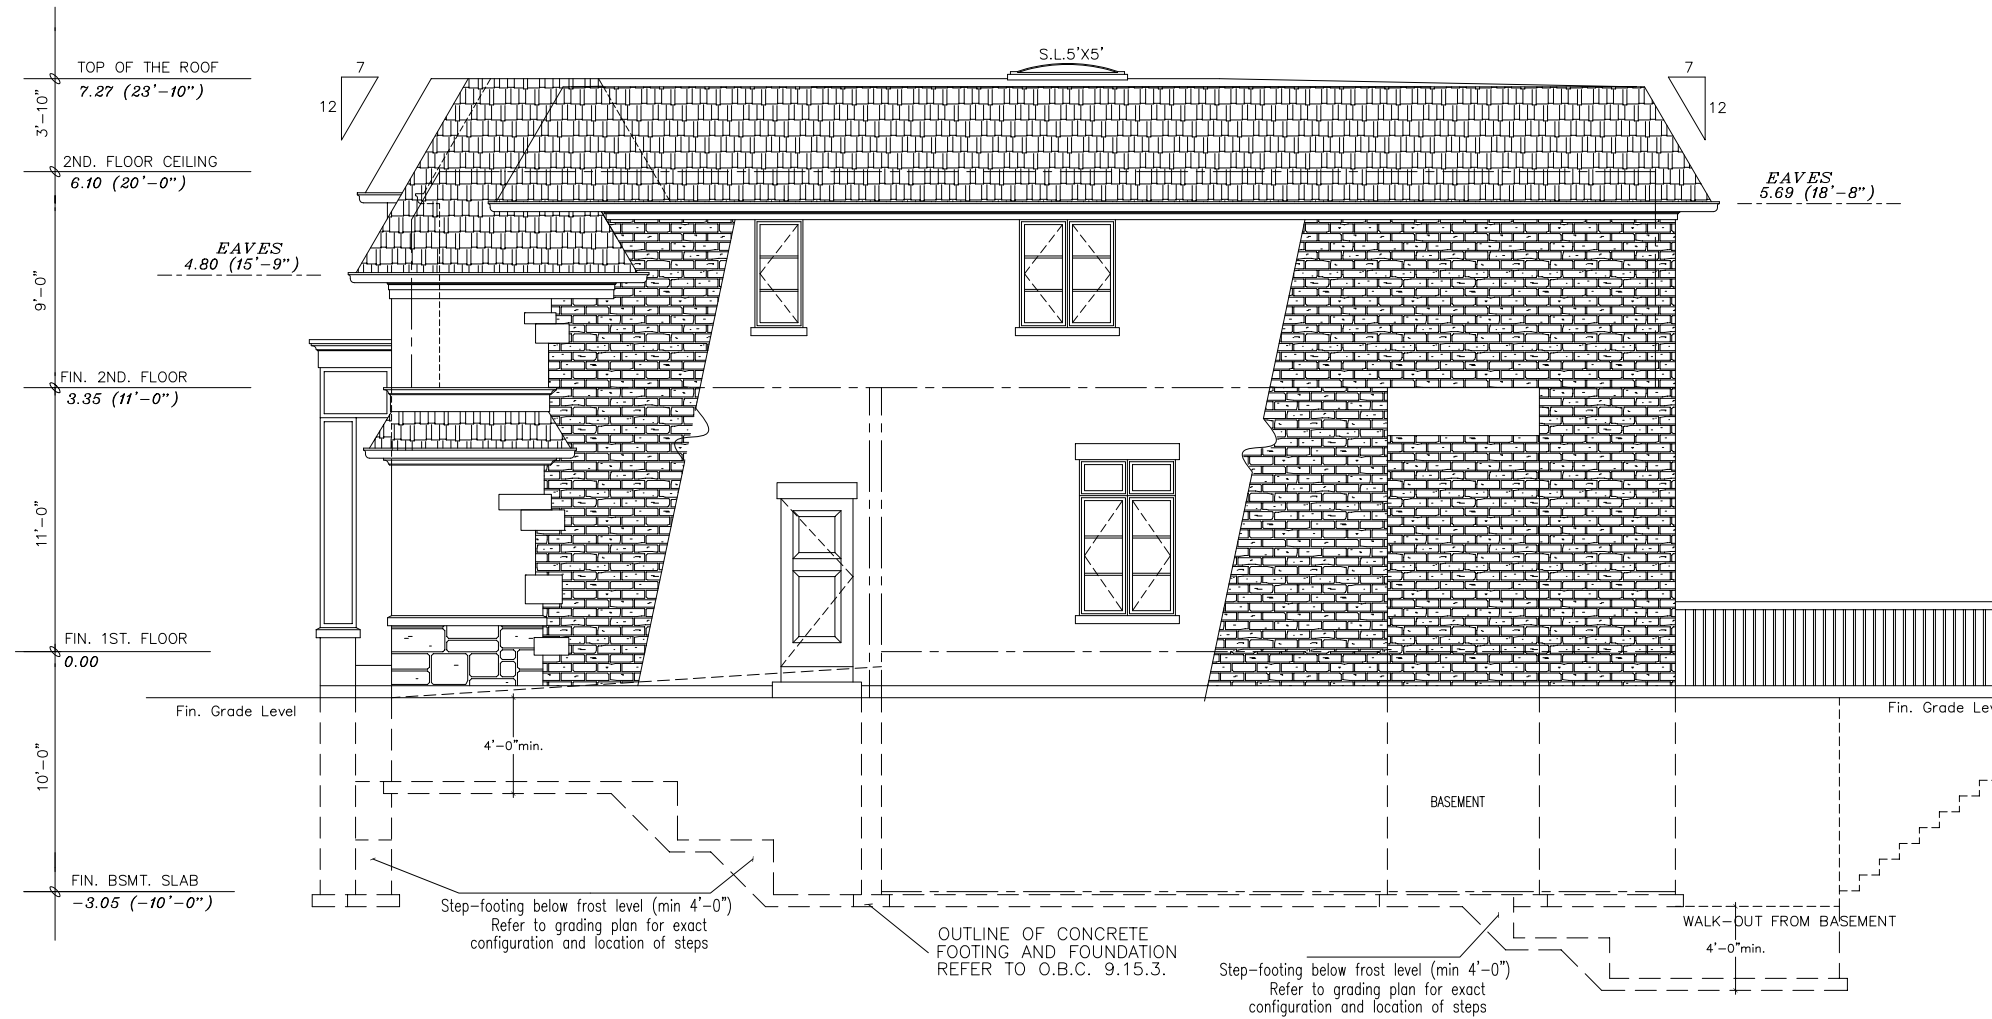 S.L.5'X5'
TOP OF THE ROOF
7.27 (23'-10")
7
12
7
12
3'-10"
2ND. FLOOR CEILING
6.10 (20'-0")
EAVES
5.69 (18'-8")
EAVES
4.80 (15'-9")
9'-0"
FIN. 2ND. FLOOR
3.35 (11'-0")
11'-0"
FIN. 1ST. FLOOR
0.00
Fin. Grade Level
Fin. Grade Lev
4'-0"min.
10'-0"
BASEMENT
FIN. BSMT. SLAB
-3.05 (-10'-0")
Step-footing below frost level (min 4'-0")
Refer to grading plan for exact
configuration and location of steps
OUTLINE OF CONCRETE
FOOTING AND FOUNDATION
REFER TO O.B.C. 9.15.3.
WALK-OUT FROM BASEMENT
4'-0"min.
Step-footing below frost level (min 4'-0")
Refer to grading plan for exact
configuration and location of steps